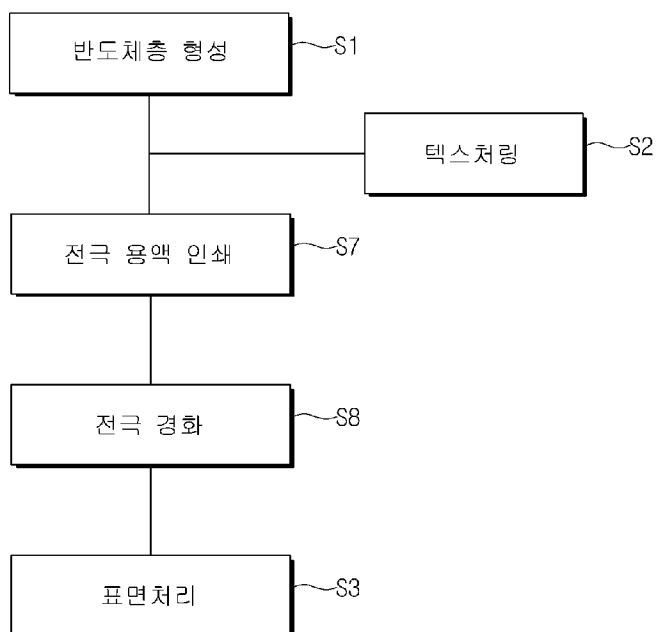 반도체층 형성
S1
텍스처링
S2
전극 용액 인쇄
S7
전극 경화
S8
표면처리
S3